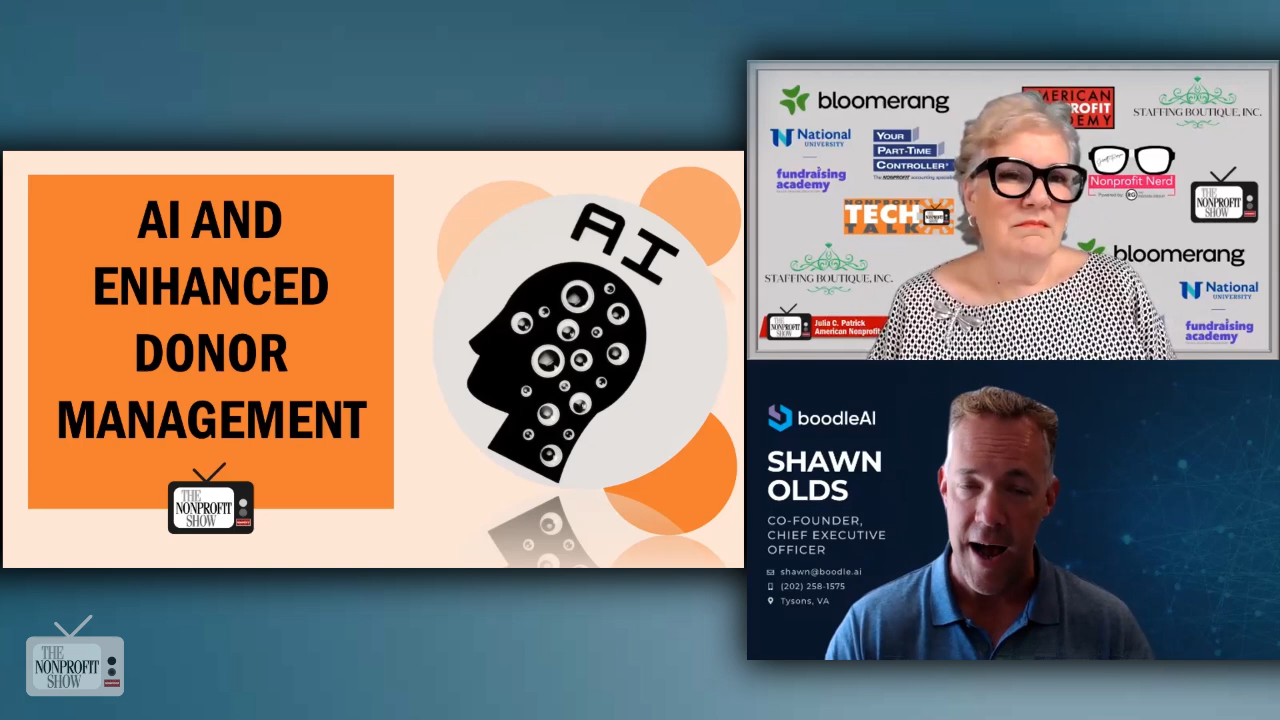 AI AND
ENHANCED
DONOR
MANAGEMENT
THE
NONPROFIT
SHOW
AI
bloomerang
AMERICAN
STAFFING BOUTIQUE, INC.
National
UNIVERSITY
fundraising
academy
YOUR
PART-TIME
CONTROLLER
Nonprofit Nerd
THE
NONPROFIT
SHOW
NONPROFIT
TECH
TALK
STAFFING BOUTIQUE, INC.
bloomerang
National
UNIVERSITY
fundraising
academy
Julia C. Patrick
American Nonprofit
boodleAI
SHAWN
OLDS
CO-FOUNDER,
CHIEF EXECUTIVE
OFFICER
shawn@boodle.ai
(202) 258-1575
Tysons, VA
THE
NONPROFIT
SHOW